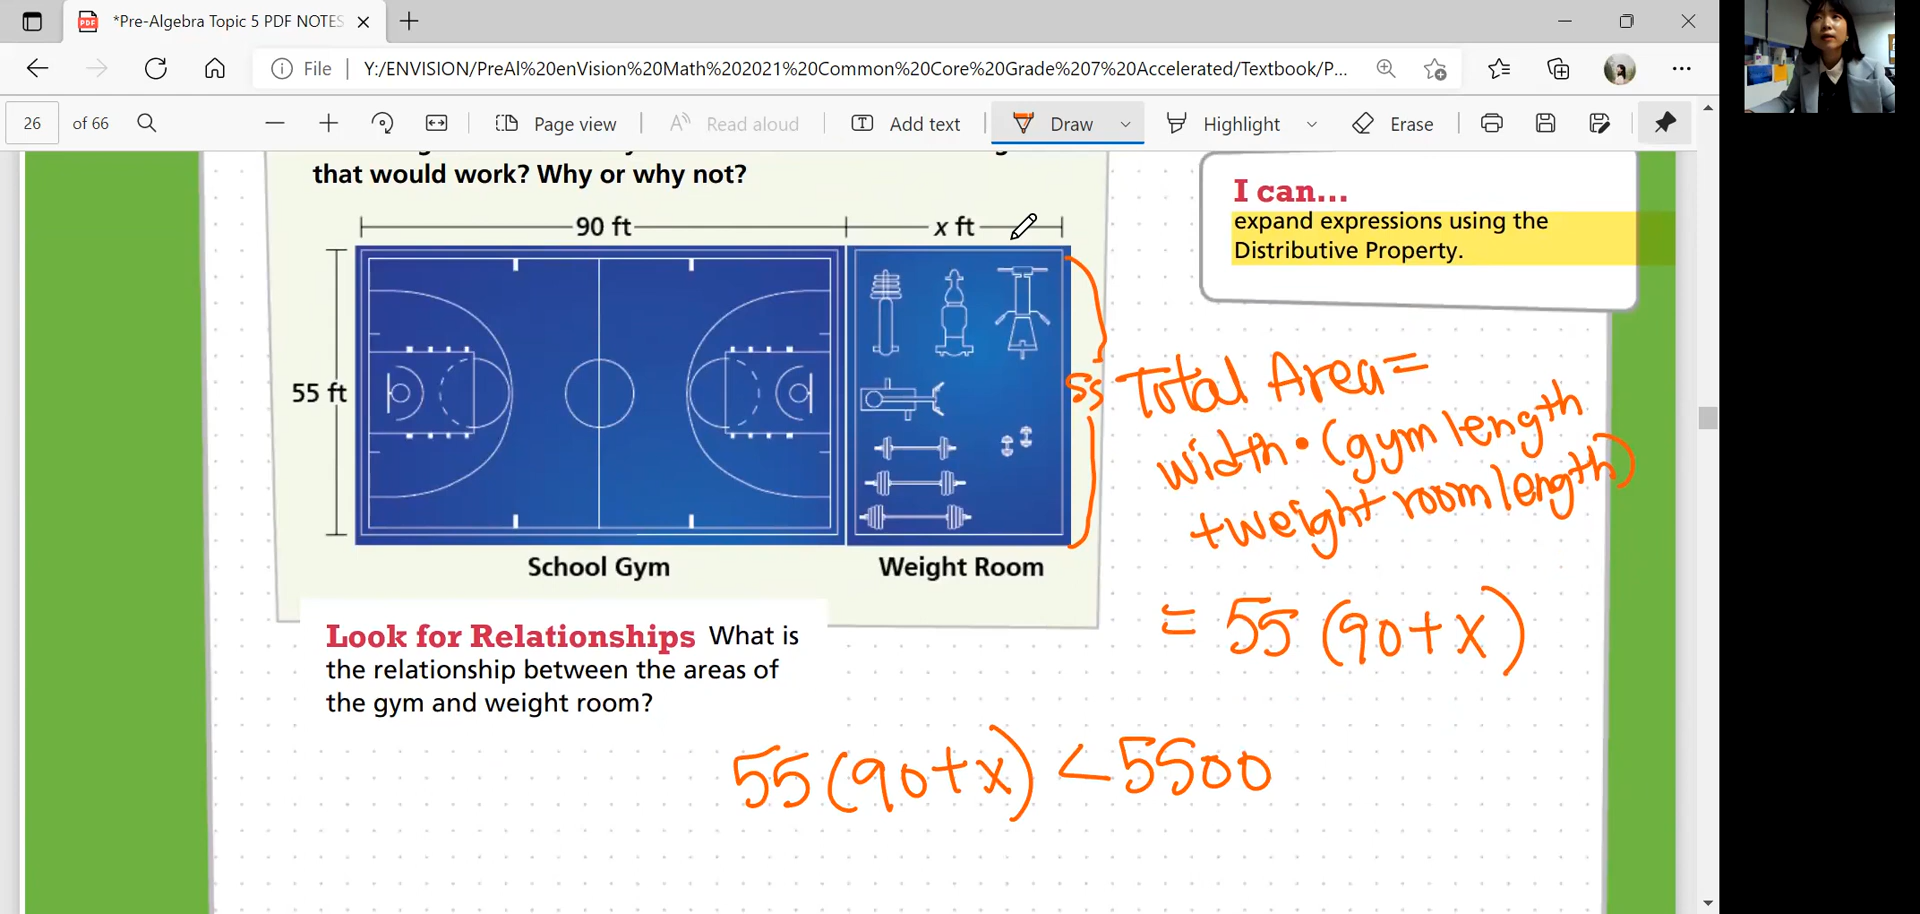 *Pre-Algebra Topic 5 PDF NOTES
File
Y:/ENVISION/PreAl%20enVision%20Math%202021%20Common%20Core%20Grade%207%20Accelerated/Textbook/P...
26 of 66
Page view
Read aloud
Add text
Draw
Highlight
Erase
that would work? Why or why not?
90 ft
x ft
55 ft
55
School Gym
Weight Room
I can...
expand expressions using the
Distributive Property.
Total Area =
width • (gym length
+ weight room length)
= 55 (90+x)
Look for Relationships What is
the relationship between the areas of
the gym and weight room?
55(90+x) < 5500